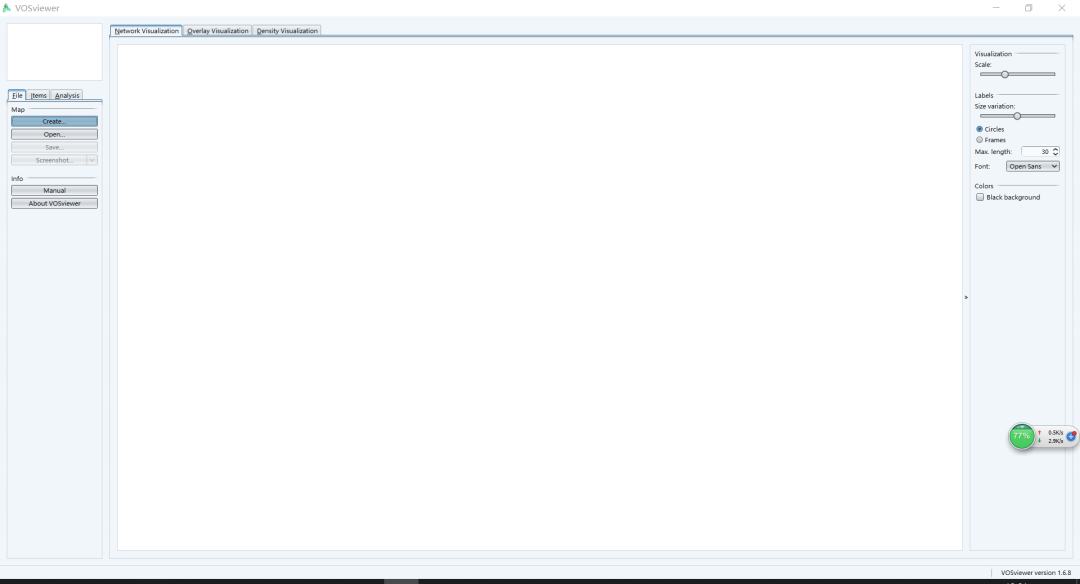 VOSviewer
Network Visualization Overlay Visualization Density Visualization
File Items Analysis
Map
Create...
Open...
Save...
Screenshot...
Info
Manual
About VOSviewer
Visualization
Scale:
Labels
Size variation:
Circles
Frames
Max. length: 30
Font: Open Sans
Colors
Black background
>
77%
↑ 0.5K/s
↓ 2.9K/s
VOSviewer version 1.6.8